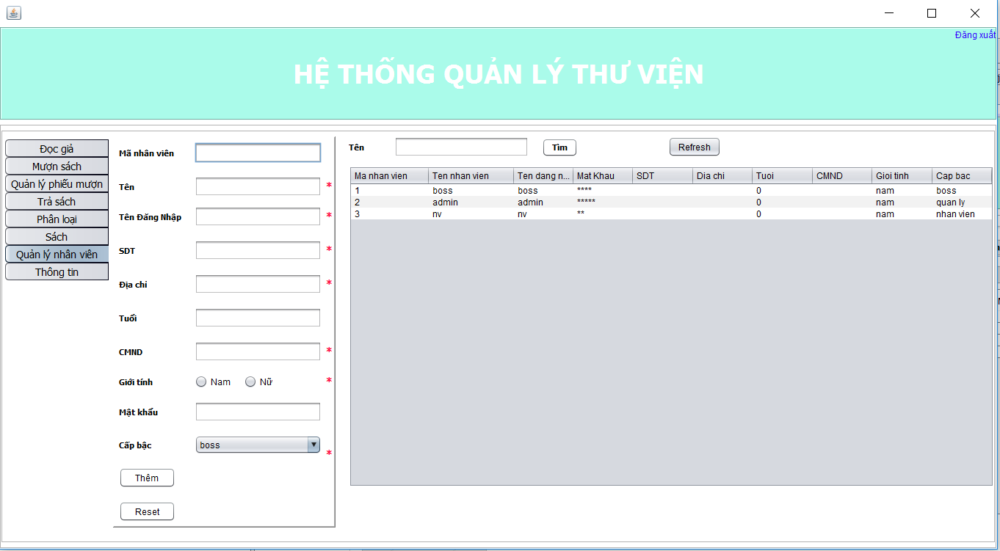 Đăng xuất
HỆ THỐNG QUẢN LÝ THƯ VIỆN
Đọc giả
Mượn sách
Quản lý phiếu mượn
Trả sách
Phân loại
Sách
Quản lý nhân viên
Thông tin
Mã nhân viên
Tên *
Tên Đăng Nhập *
SDT *
Địa chỉ *
Tuổi
CMND *
Giới tính Nam Nữ *
Mật khẩu
Cấp bậc boss *
Thêm
Reset
Tên Tìm Refresh
Ma nhan vien Ten nhan vien Ten dang n... Mat Khau SDT Dia chi Tuoi CMND Gioi tinh Cap bac
1 boss boss **** 0 nam boss
2 admin admin ***** 0 nam quan ly
3 nv nv ** 0 nam nhan vien